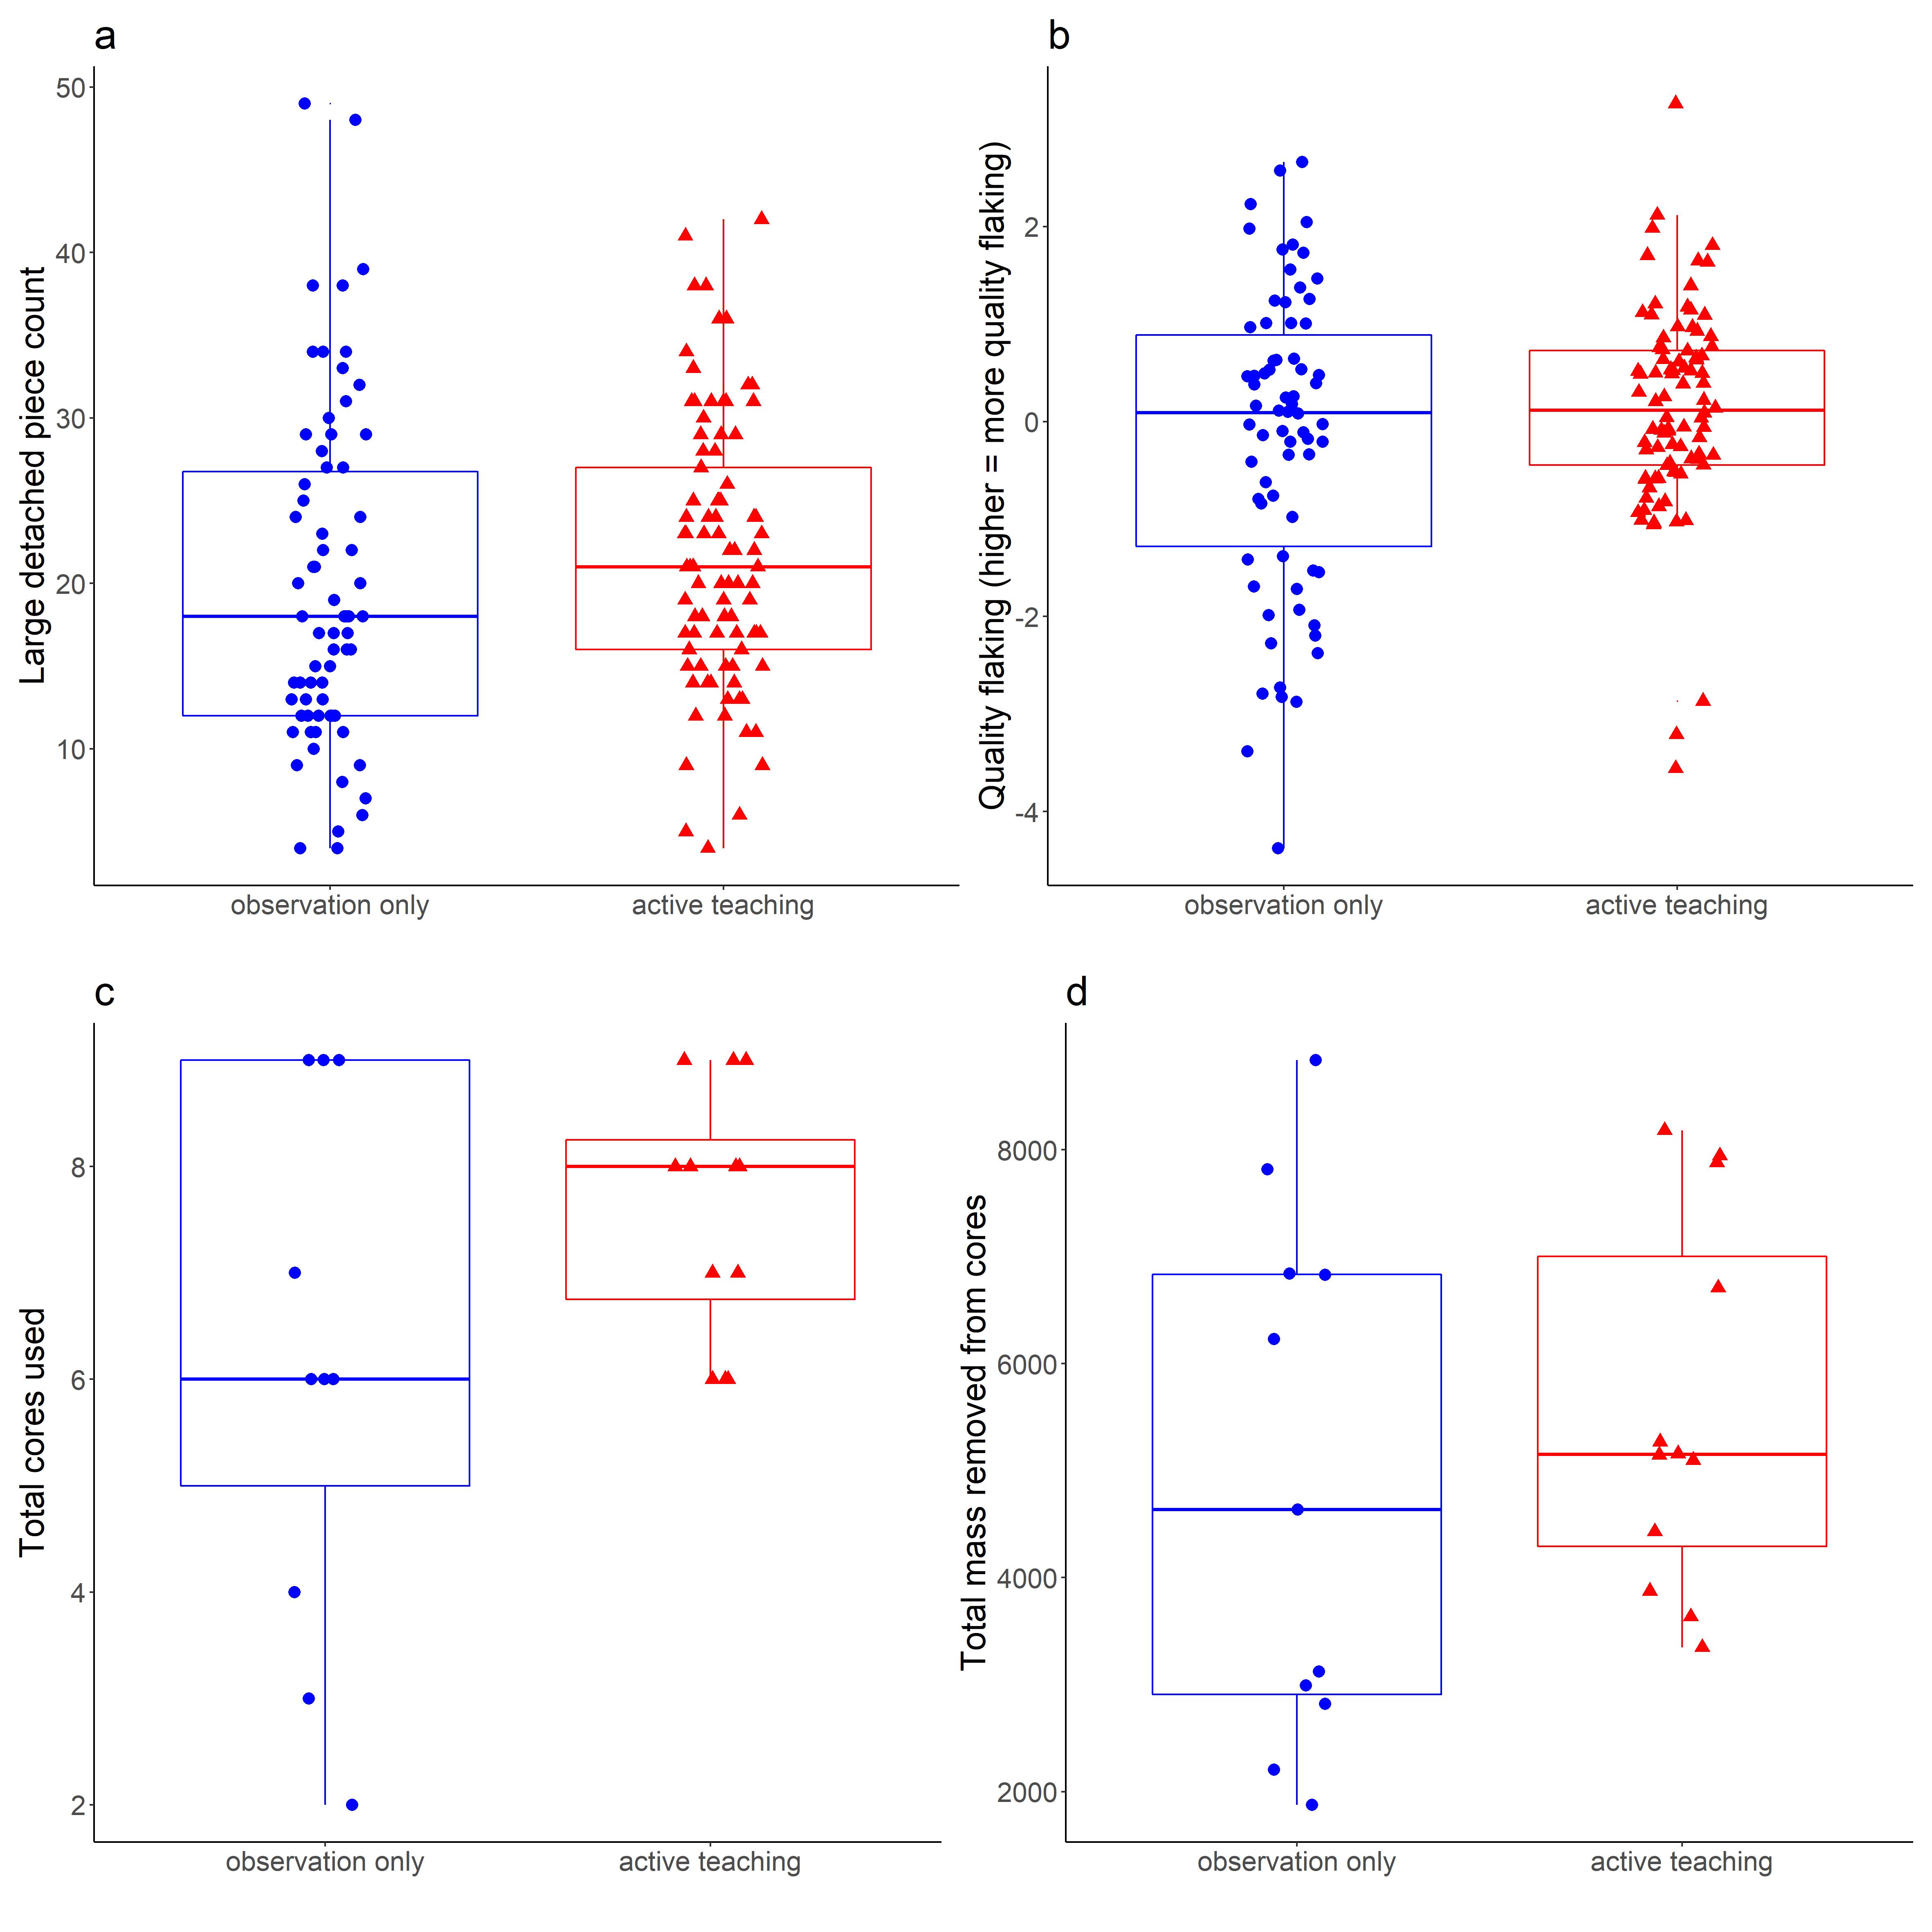 a
Large detached piece count
50
40
30
20
10
observation only
active teaching
b
Quality flaking (higher = more quality flaking)
2
0
-2
-4
observation only
active teaching
c
Total cores used
8
6
4
2
observation only
active teaching
d
Total mass removed from cores
8000
6000
4000
2000
observation only
active teaching